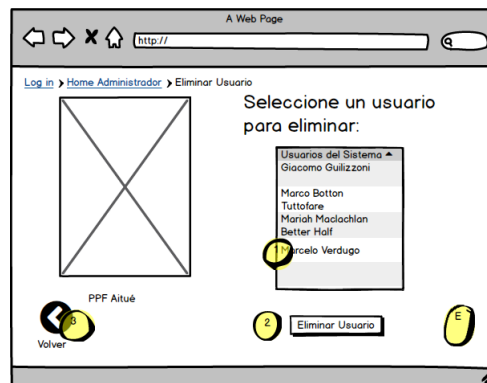 A Web Page
http://
Log in > Home Administrador > Eliminar Usuario
Seleccione un usuario
para eliminar:
Usuarios del Sistema
Giacomo Guilizzoni
Marco Botton
Tuttofare
Mariah Maclachlan
Better Half
1
Marcelo Verdugo
PPF Aitué
3
Volver
2
Eliminar Usuario
E